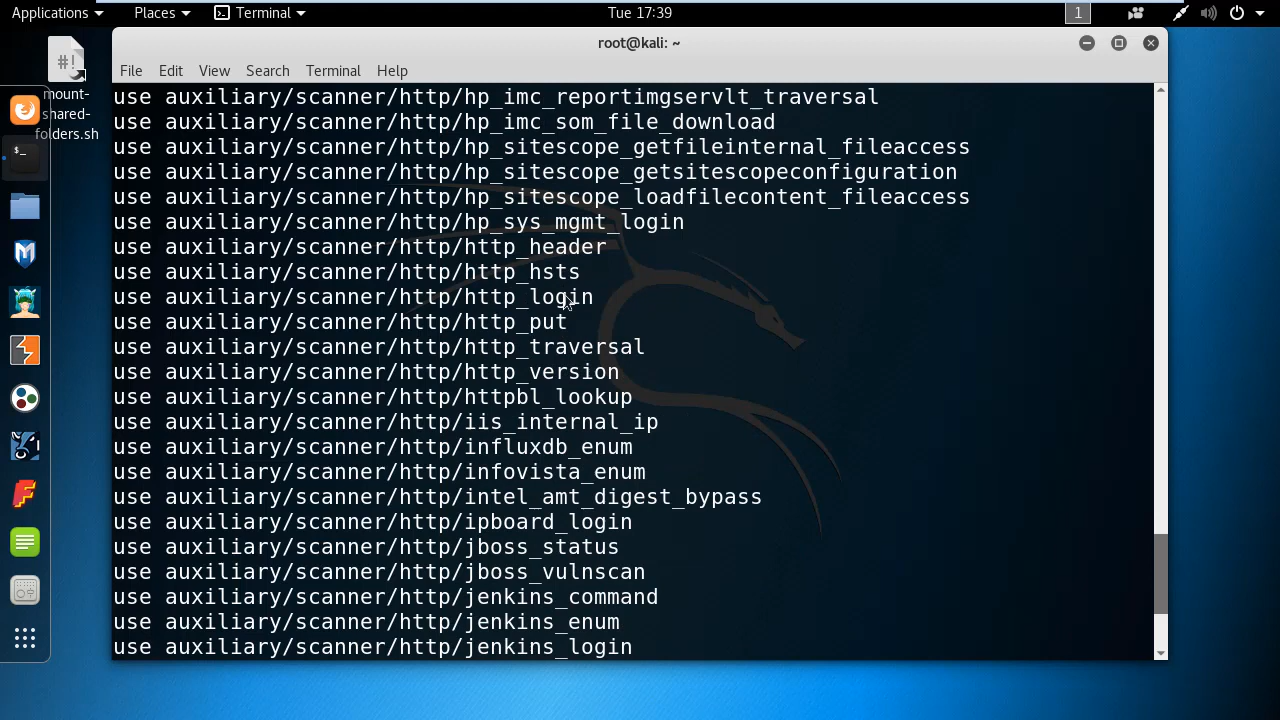 Applications Places Terminal Tue 17:39 1
root@kali: ~
#!
mount-
shared-
folders.sh
File Edit View Search Terminal Help
use auxiliary/scanner/http/hp_imc_reportimgservlt_traversal
use auxiliary/scanner/http/hp_imc_som_file_download
use auxiliary/scanner/http/hp_sitescope_getfileinternal_fileaccess
use auxiliary/scanner/http/hp_sitescope_getsitescopeconfiguration
use auxiliary/scanner/http/hp_sitescope_loadfilecontent_fileaccess
use auxiliary/scanner/http/hp_sys_mgmt_login
use auxiliary/scanner/http/http_header
use auxiliary/scanner/http/http_hsts
use auxiliary/scanner/http/http_login
use auxiliary/scanner/http/http_put
use auxiliary/scanner/http/http_traversal
use auxiliary/scanner/http/http_version
use auxiliary/scanner/http/httpbl_lookup
use auxiliary/scanner/http/iis_internal_ip
use auxiliary/scanner/http/influxdb_enum
use auxiliary/scanner/http/infovista_enum
use auxiliary/scanner/http/intel_amt_digest_bypass
use auxiliary/scanner/http/ipboard_login
use auxiliary/scanner/http/jboss_status
use auxiliary/scanner/http/jboss_vulnscan
use auxiliary/scanner/http/jenkins_command
use auxiliary/scanner/http/jenkins_enum
use auxiliary/scanner/http/jenkins_login